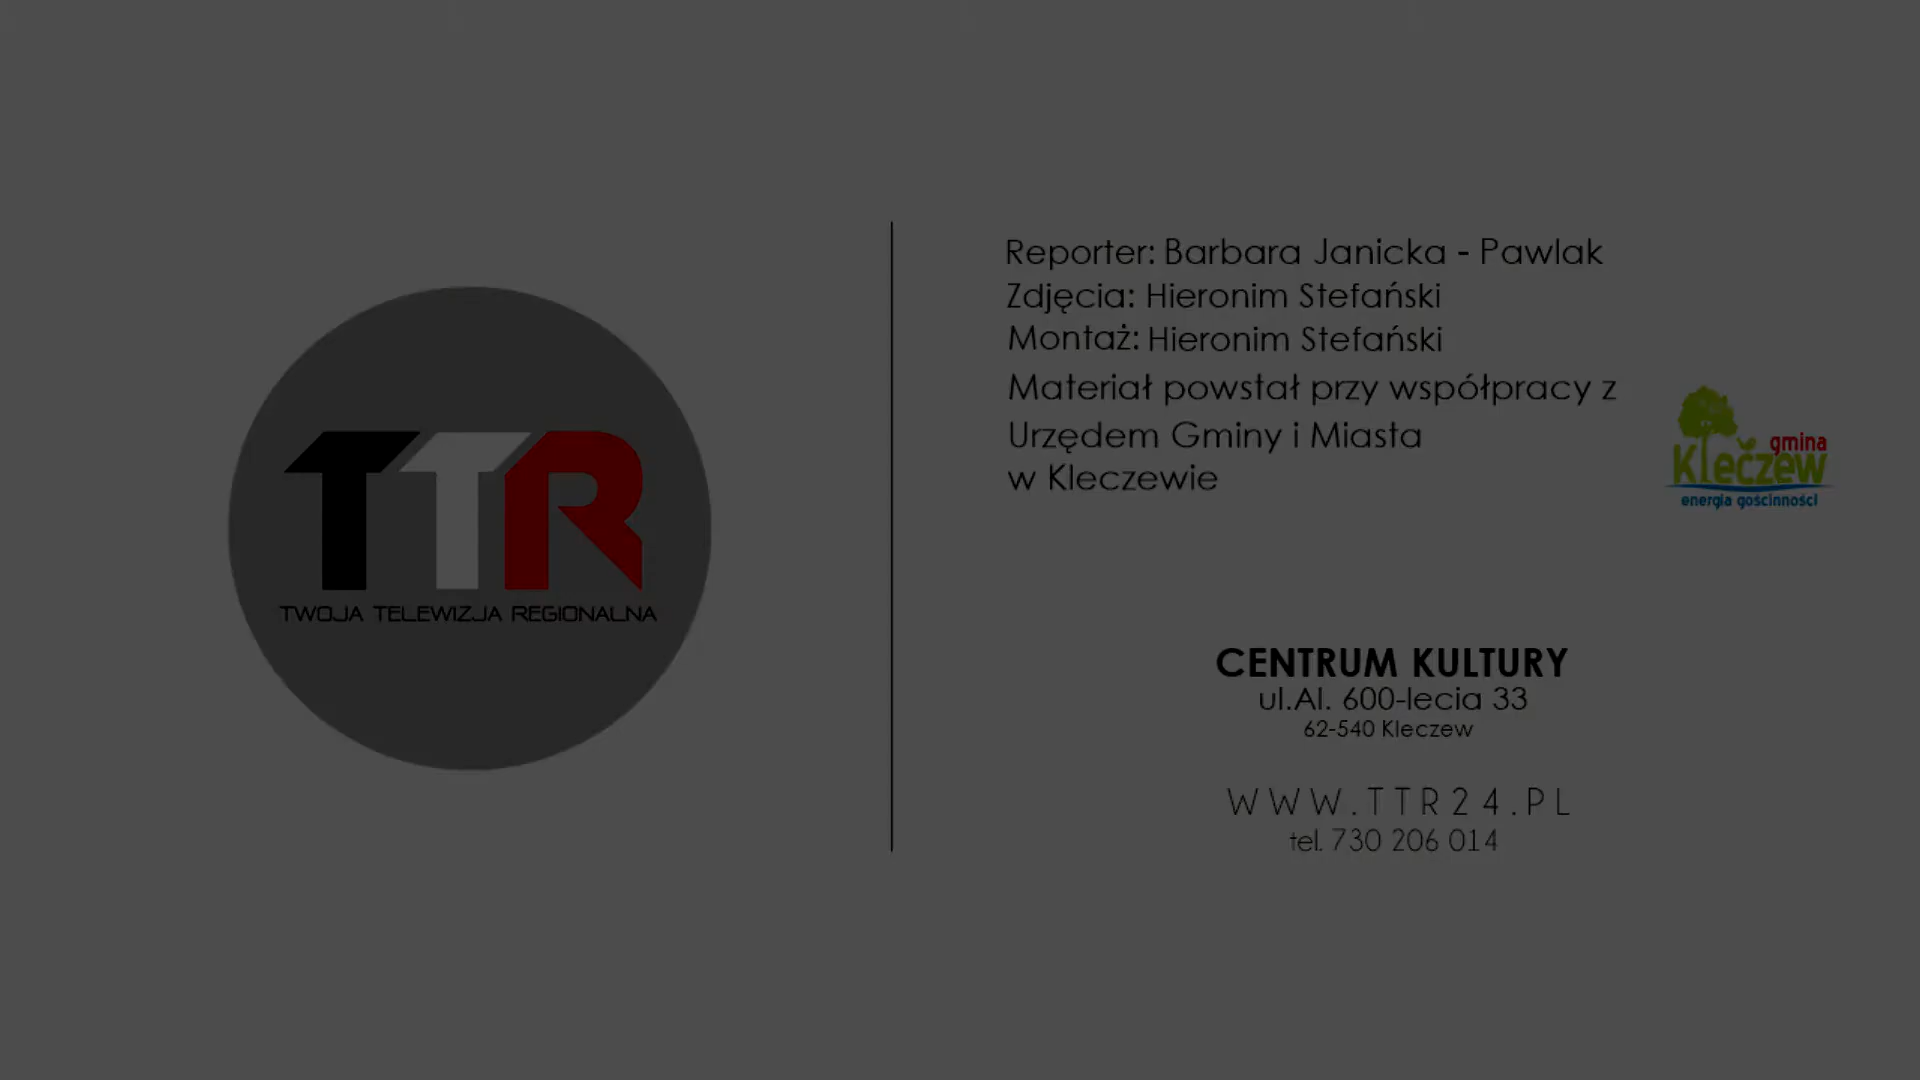 TTR
TWOJA TELEWIZJA REGIONALNA
Reporter: Barbara Janicka - Pawlak
Zdjęcia: Hieronim Stefański
Montaż: Hieronim Stefański
Materiał powstał przy współpracy z
Urzędem Gminy i Miasta
w Kleczewie
gmina
Kleczew
energia gościnności
CENTRUM KULTURY
ul.Al. 600-lecia 33
62-540 Kleczew
WWW.TTR24.PL
tel. 730 206 014